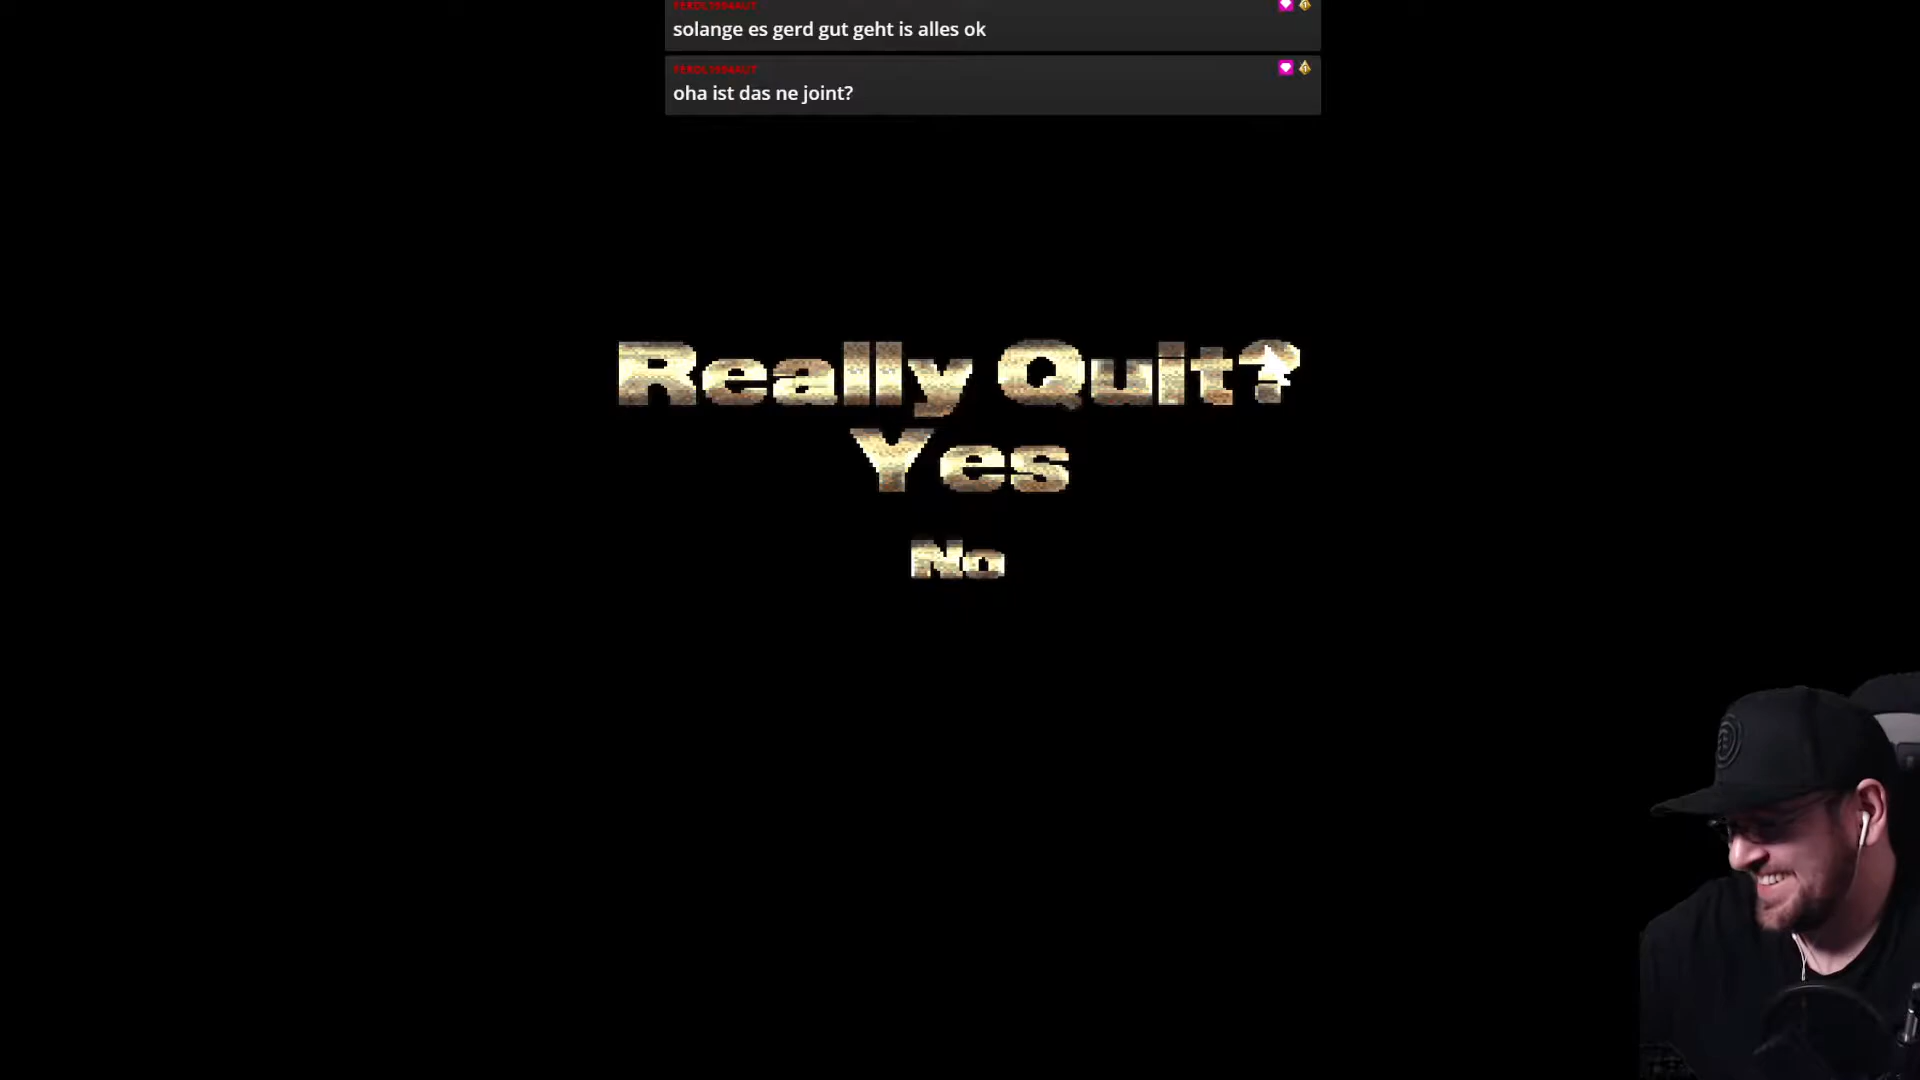 solange es gerd gut geht is alles ok
oha ist das ne joint?
Really Quit?
Yes
No